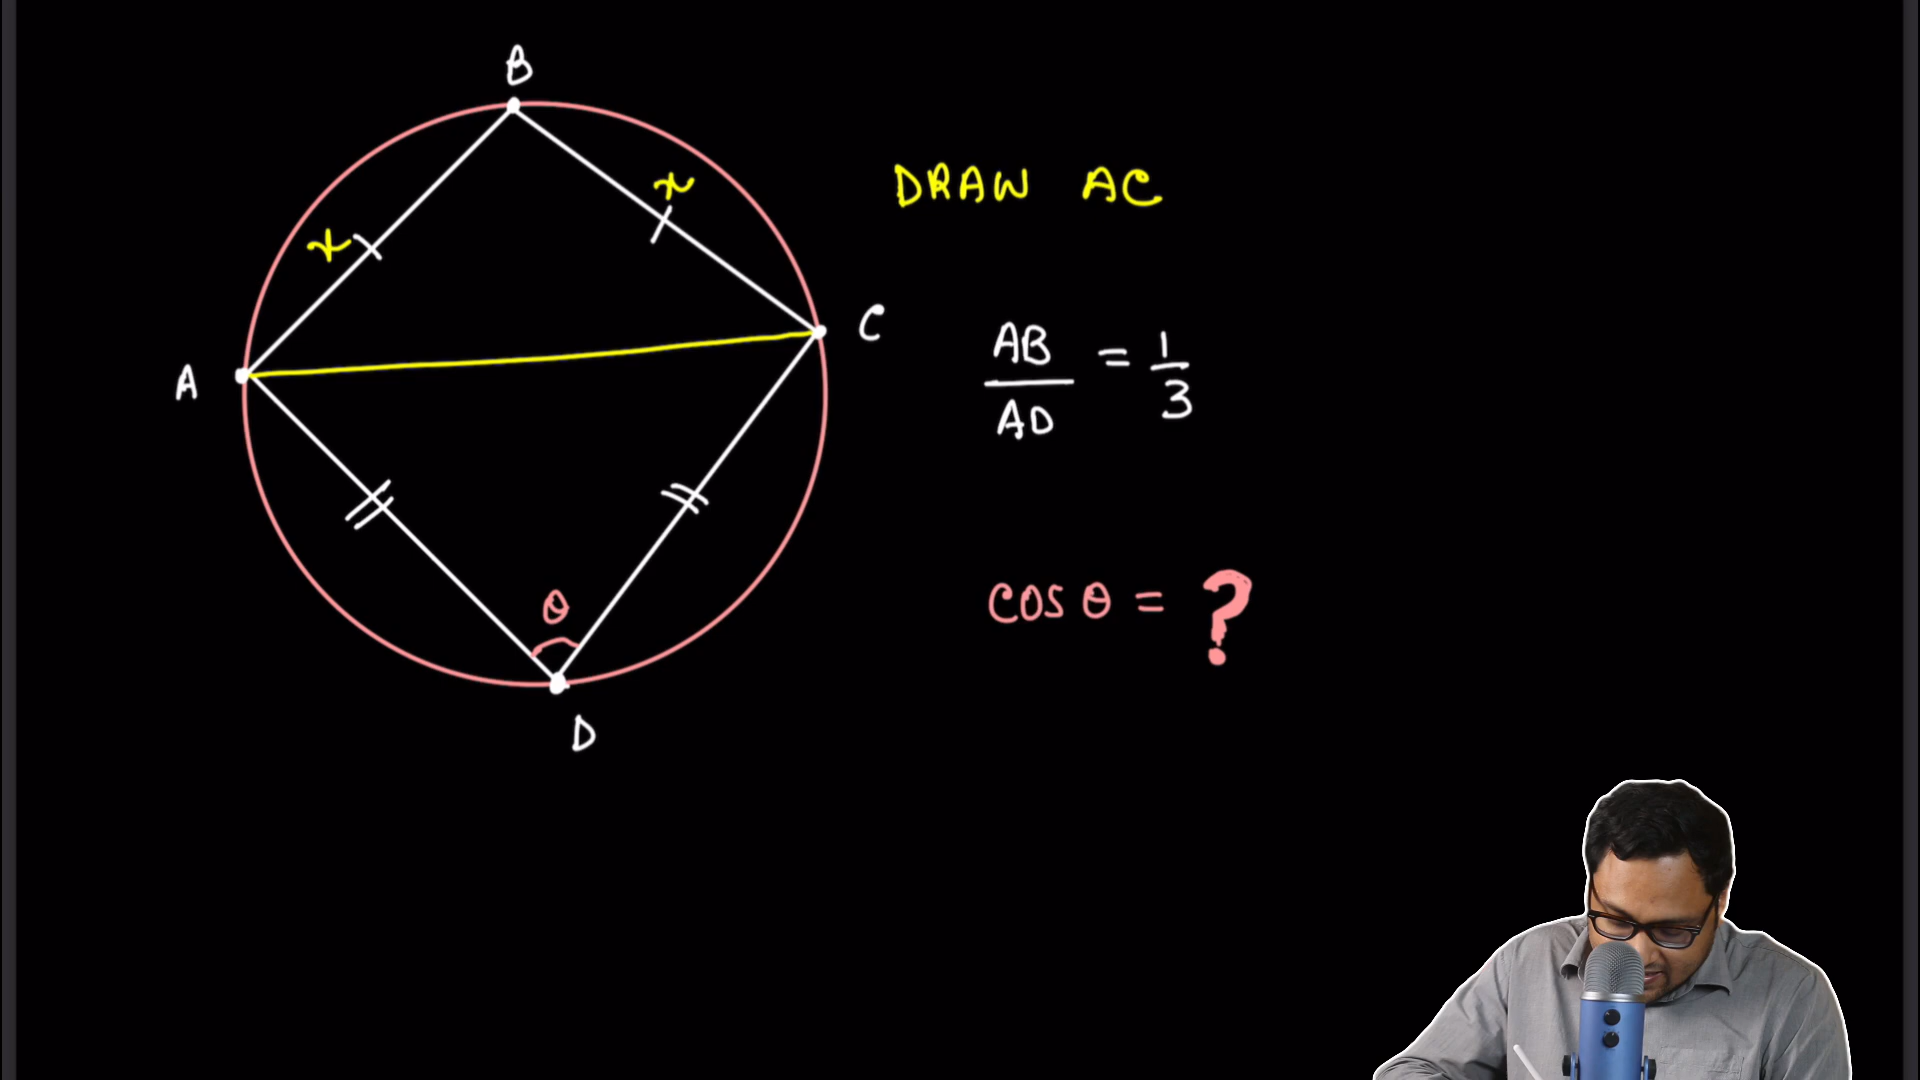 B
DRAW AC
x
x
C
AB
AD
= 1
3
A
θ
COS θ = ?
D